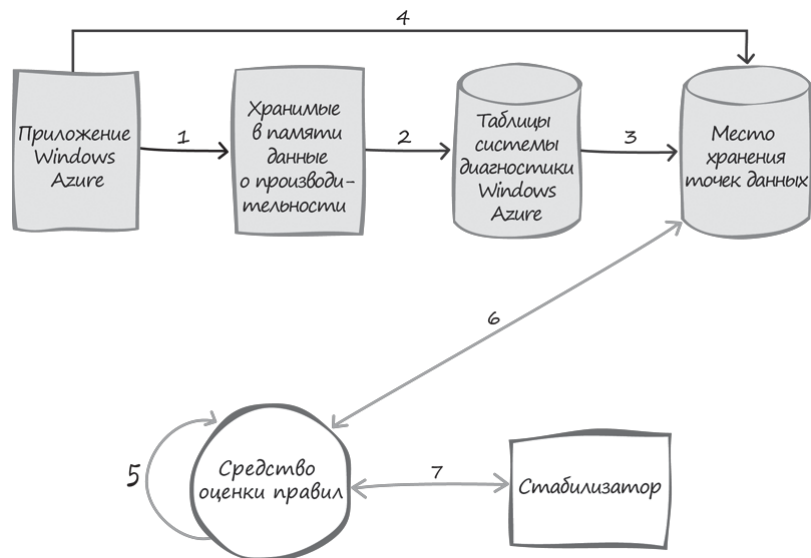 4
Приложение
Windows
Azure
1
Хранимые
в памяти
данные
о производи-
тельности
2
Таблицы
системы
диагностики
Windows
Azure
3
Место
хранения
точек данных
6
5
Средство
оценки правил
7
Стабилизатор